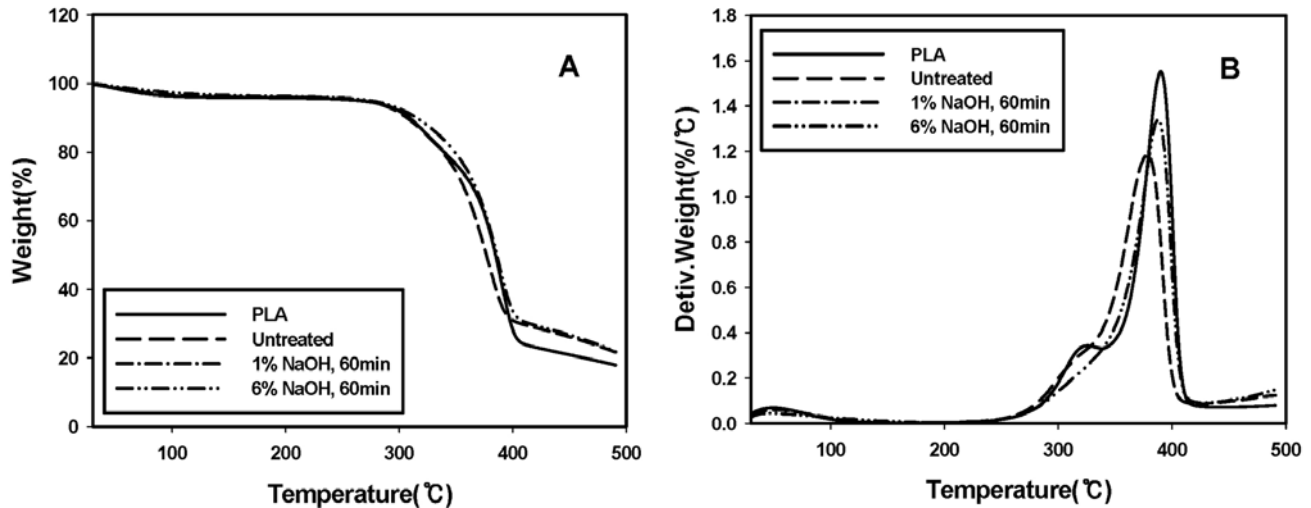 A
Weight(%)
120
100
80
60
40
20
0
PLA
Untreated
1% NaOH, 60min
6% NaOH, 60min
100
200
300
400
500
Temperature(℃)
B
Detiv.Weight(%/℃)
1.8
1.6
1.4
1.2
1.0
0.8
0.6
0.4
0.2
0.0
PLA
Untreated
1% NaOH, 60min
6% NaOH, 60min
100
200
300
400
500
Temperature(℃)